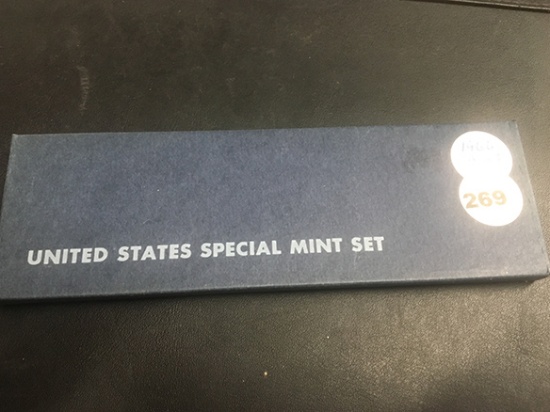 269
UNITED STATES SPECIAL MINT SET